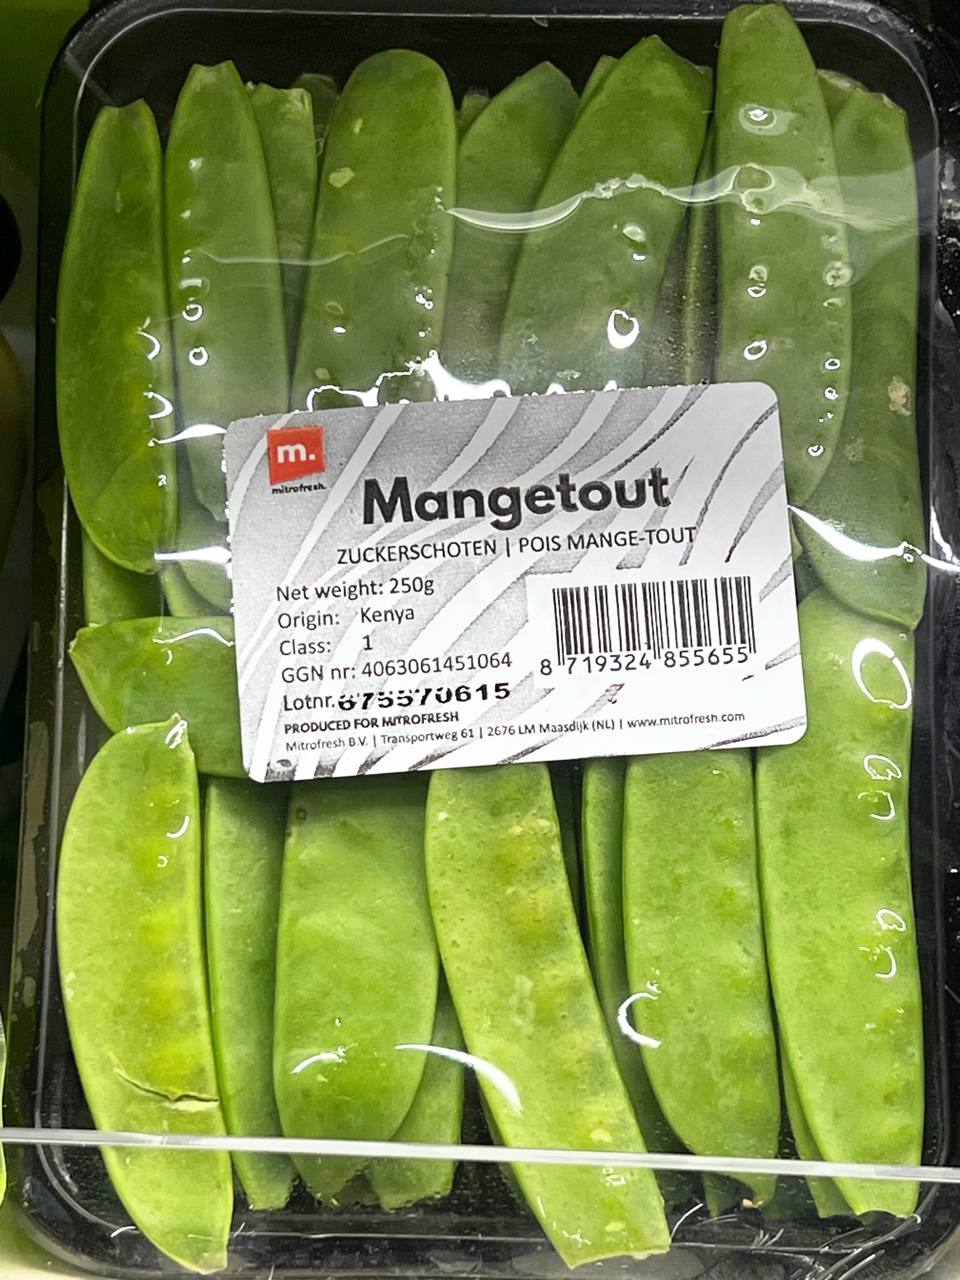 m.
mitrofresh.
Mangetout
ZUCKERSCHOTEN | POIS MANGE-TOUT
Net weight: 250g
Origin: Kenya
Class: 1
GGN nr: 4063061451064
Lotnr. 675570615
PRODUCED FOR MITROFRESH
Mitrofresh B.V. | Transportweg 61 | 2676 LM Maasdijk (NL) | www.mitrofresh.com
8 719324 855655